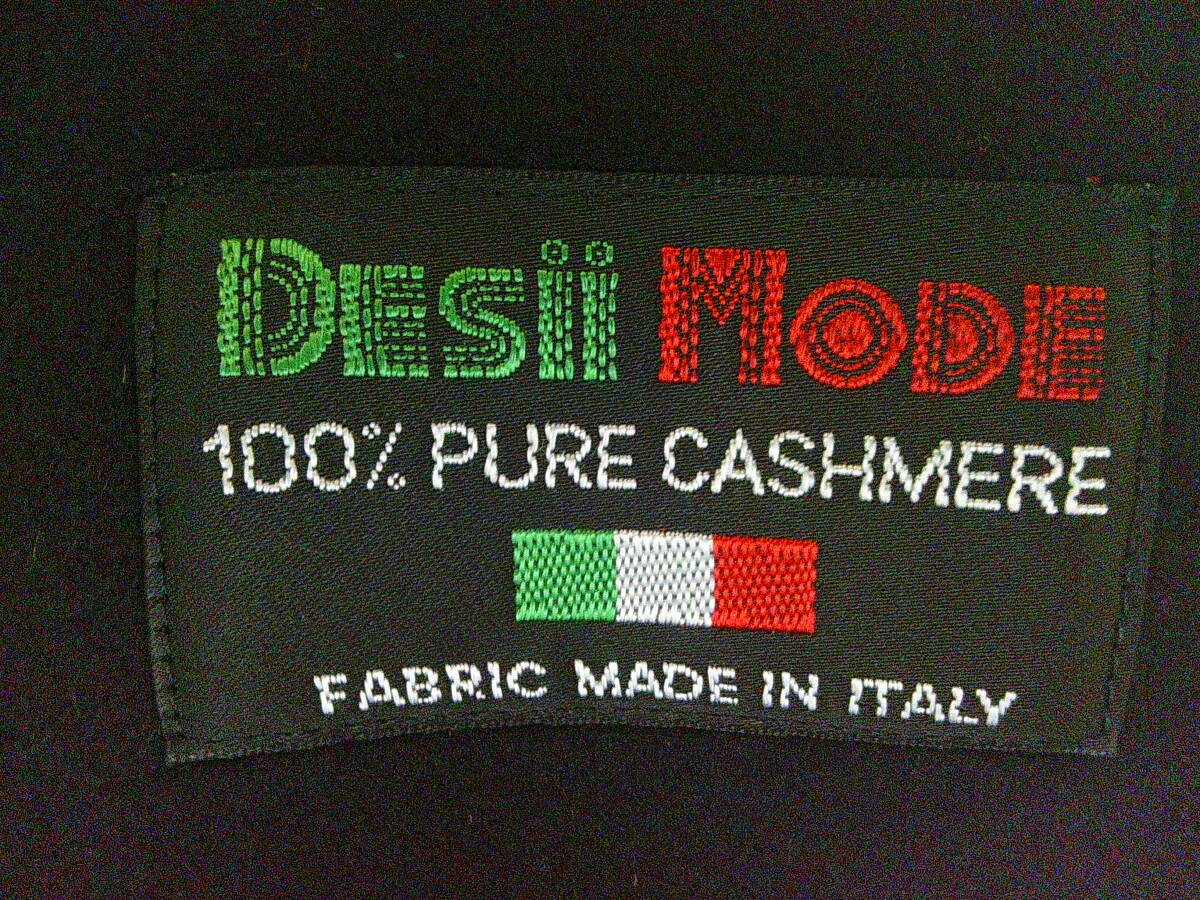 Desii Mode
100% PURE CASHMERE
FABRIC MADE IN ITALY